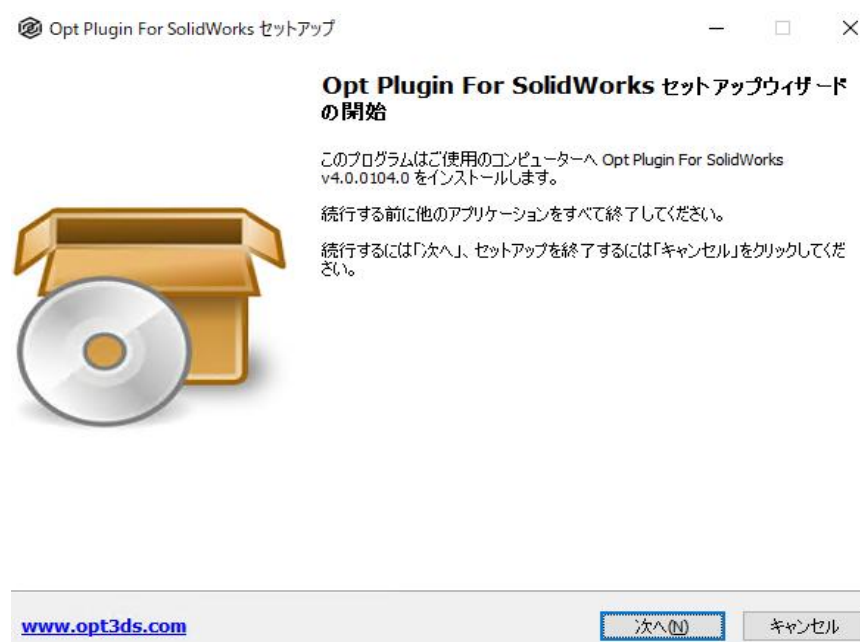 Opt Plugin For SolidWorks セットアップ
Opt Plugin For SolidWorks セットアップウィザード
の開始
このプログラムはご使用のコンピューターへ Opt Plugin For SolidWorks
v4.0.0104.0 をインストールします。
続行する前に他のアプリケーションをすべて終了してください。
続行するには「次へ」、セットアップを終了するには「キャンセル」をクリックしてくだ
さい。
www.opt3ds.com
次へ(N)
キャンセル